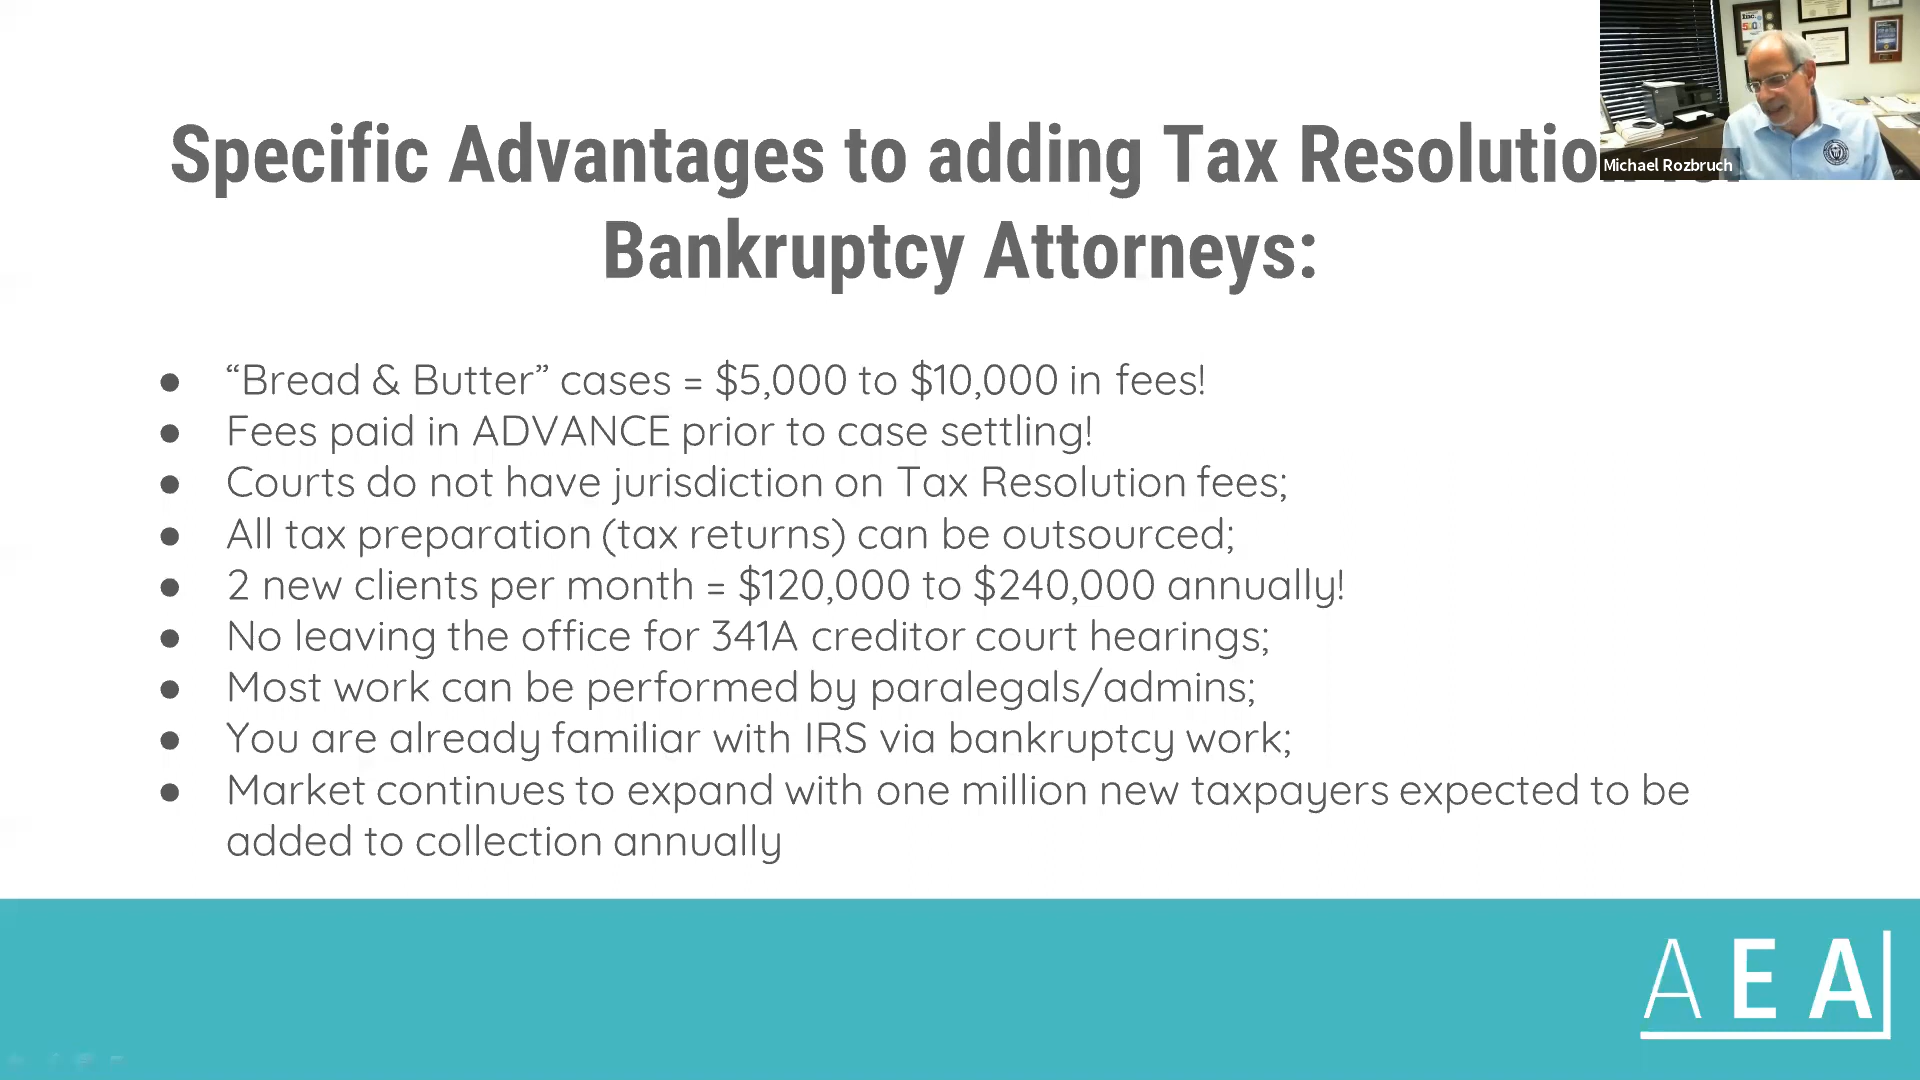 Specific Advantages to adding Tax Resolutio
Bankruptcy Attorneys:
Michael Rozbruch
Inc.
● “Bread & Butter” cases = $5,000 to $10,000 in fees!
● Fees paid in ADVANCE prior to case settling!
● Courts do not have jurisdiction on Tax Resolution fees;
● All tax preparation (tax returns) can be outsourced;
● 2 new clients per month = $120,000 to $240,000 annually!
● No leaving the office for 341A creditor court hearings;
● Most work can be performed by paralegals/admins;
● You are already familiar with IRS via bankruptcy work;
● Market continues to expand with one million new taxpayers expected to be
added to collection annually
AEA